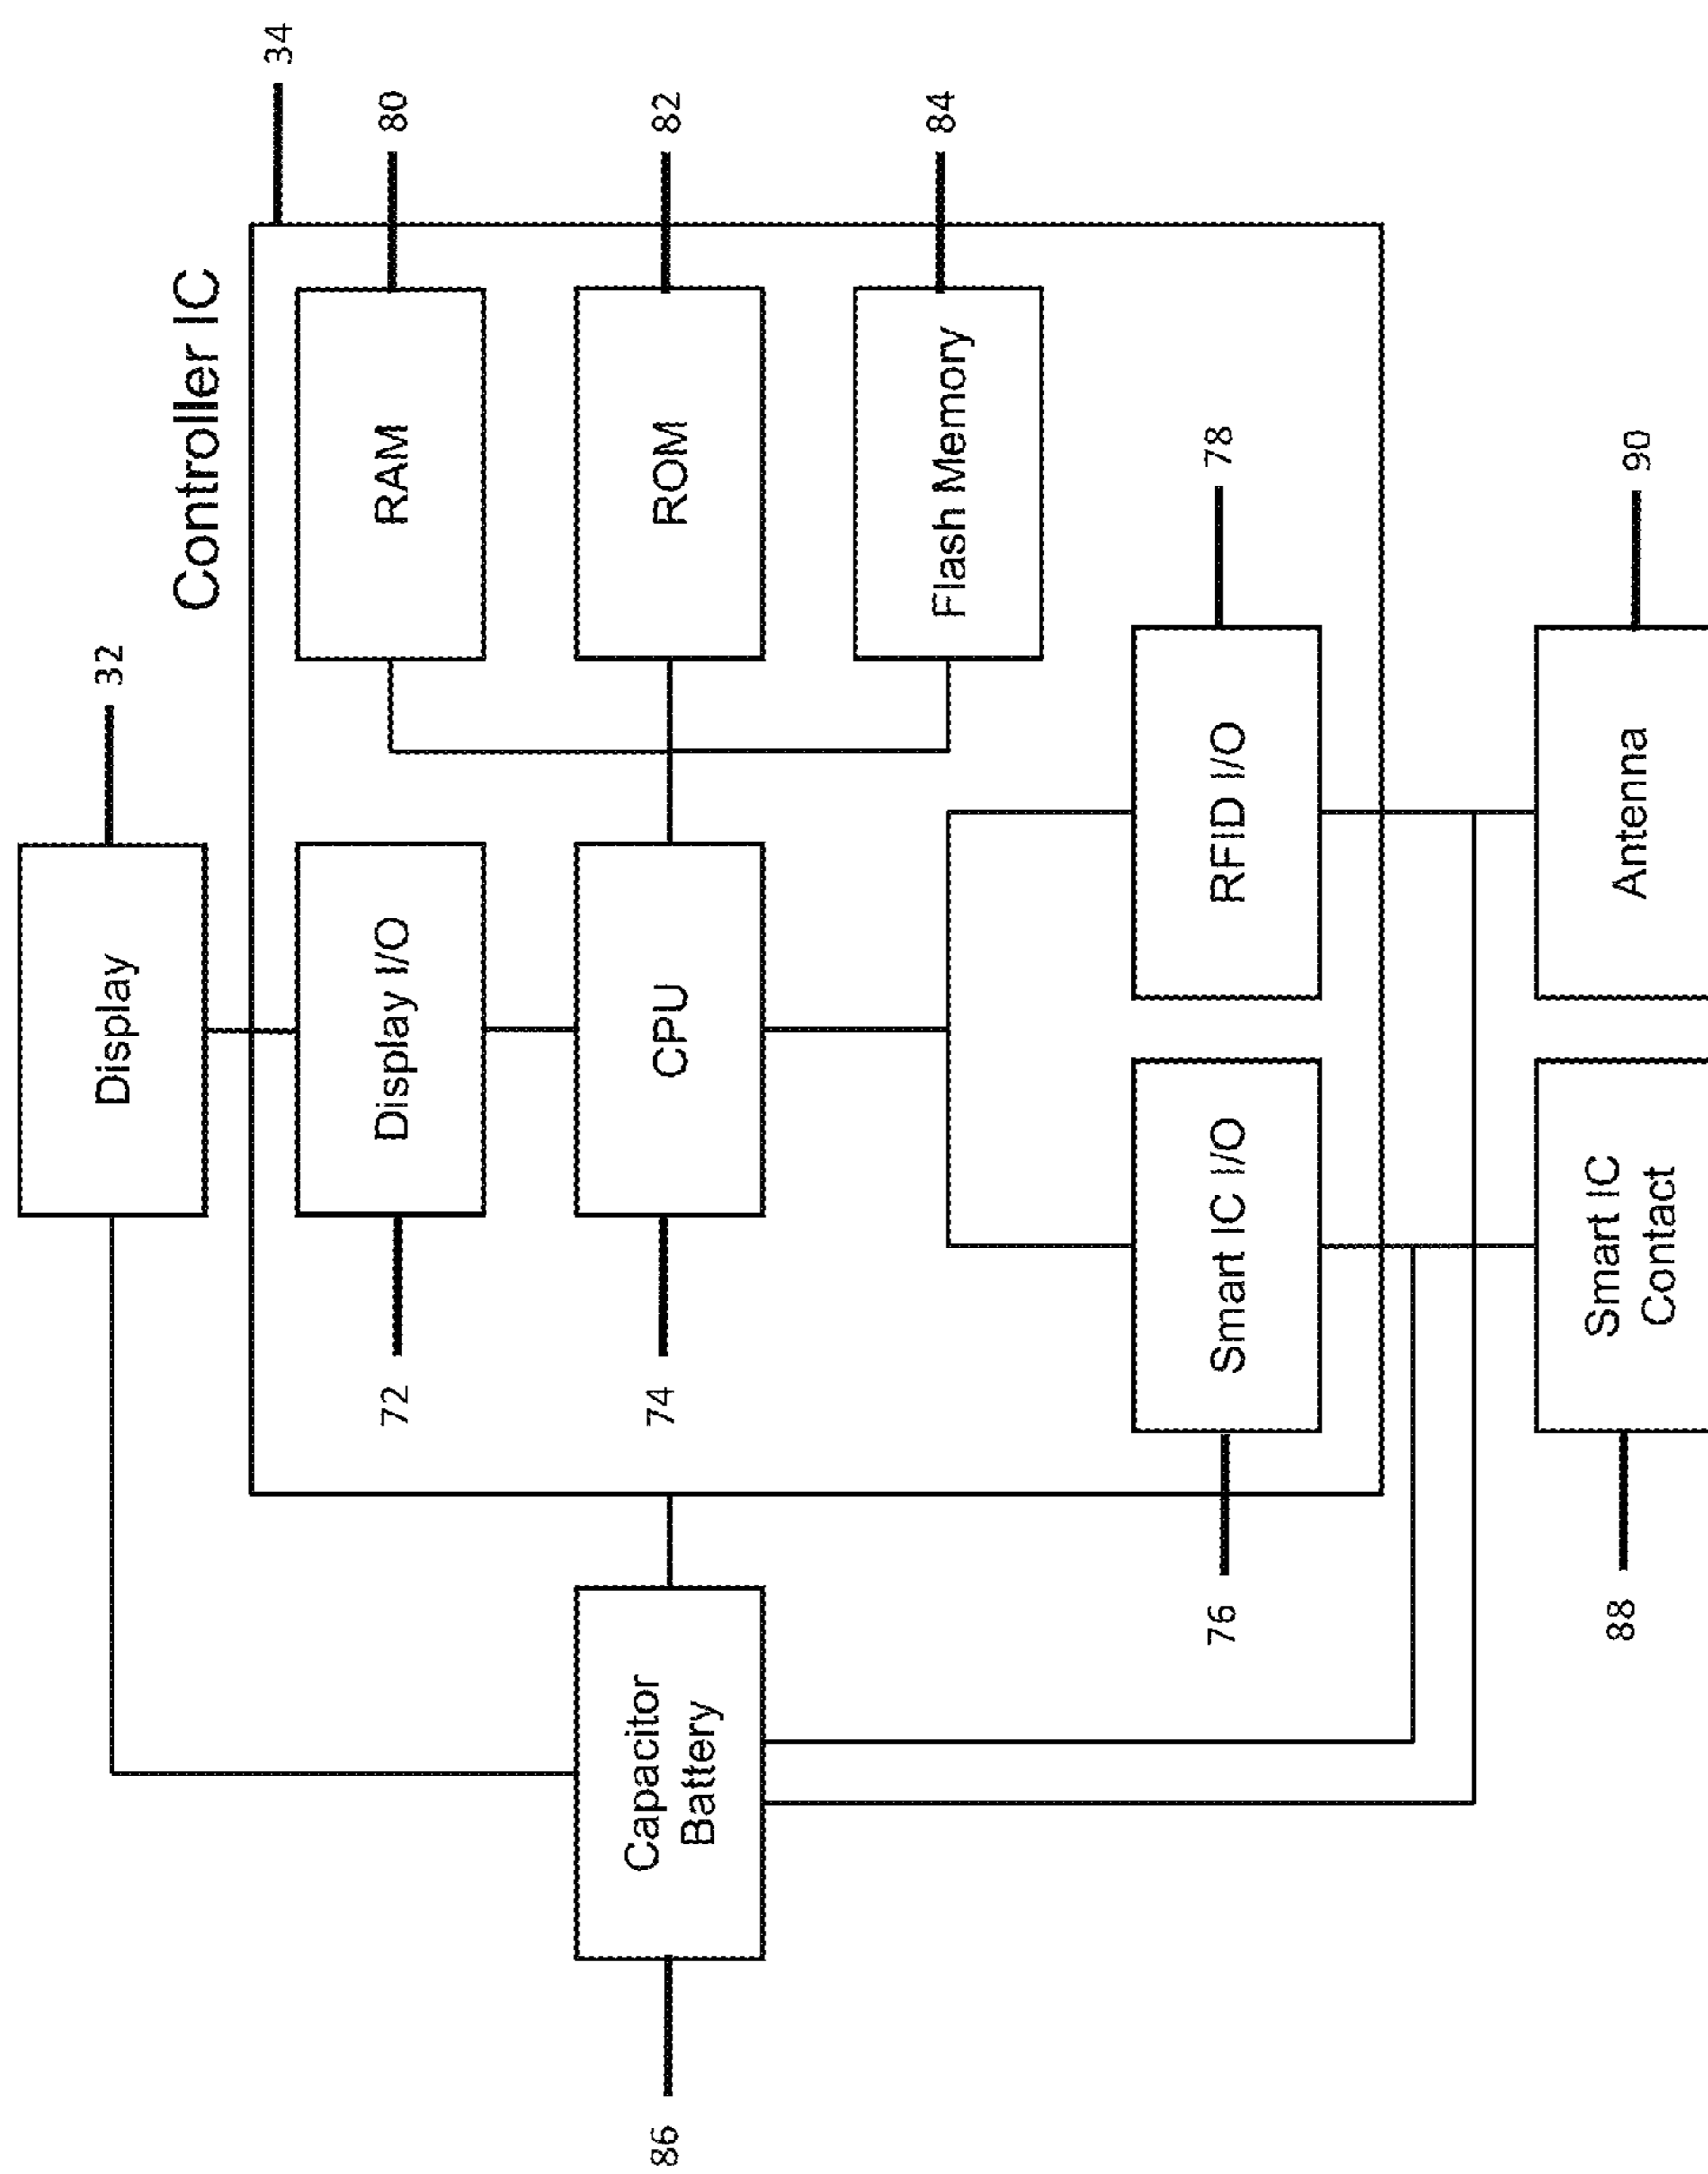 32
Display
Controller IC
34
72
Display I/O
RAM
80
86
Capacitor
Battery
74
CPU
ROM
82
Flash Memory
84
76
Smart IC I/O
RFID I/O
78
88
Smart IC
Contact
Antenna
90